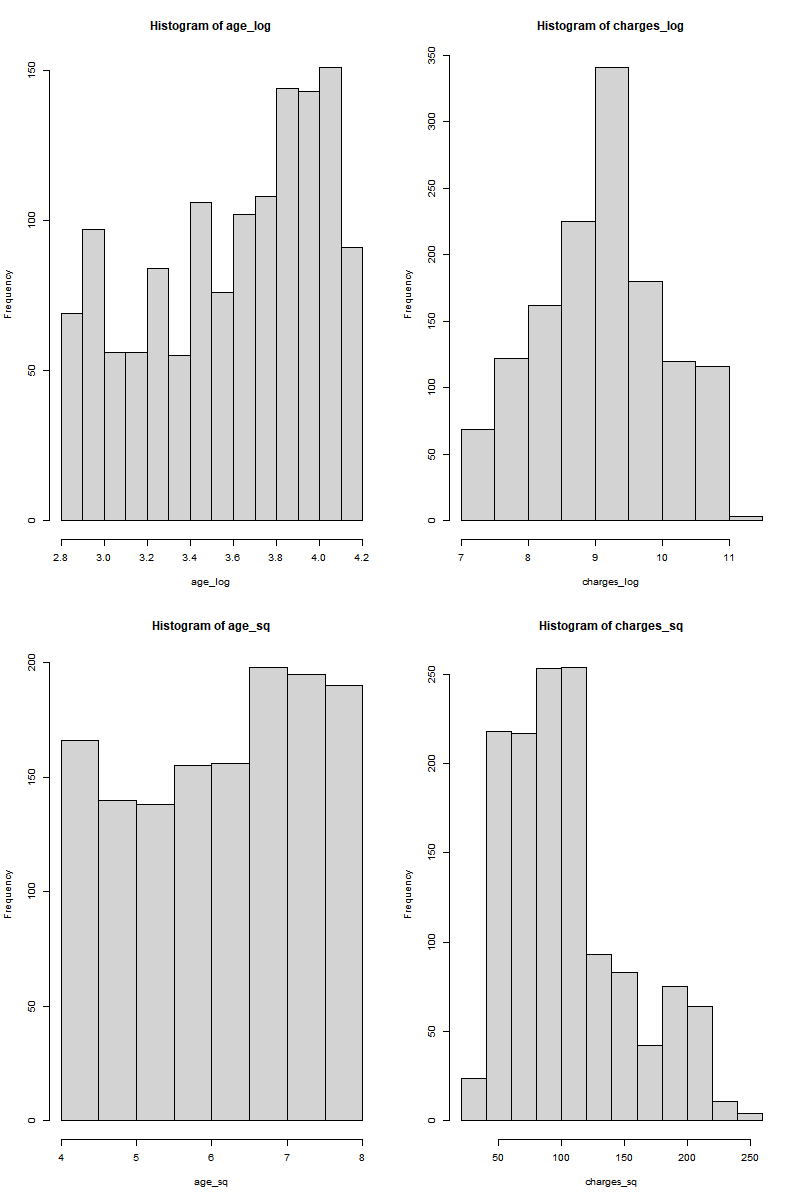 Histogram of age_log
Frequency
0 50 100 150
2.8 3.0 3.2 3.4 3.6 3.8 4.0 4.2
age_log
Histogram of charges_log
Frequency
0 50 100 150 200 250 300 350
7 8 9 10 11
charges_log
Histogram of age_sq
Frequency
0 50 100 150 200
4 5 6 7 8
age_sq
Histogram of charges_sq
Frequency
0 50 100 150 200 250
50 100 150 200 250
charges_sq